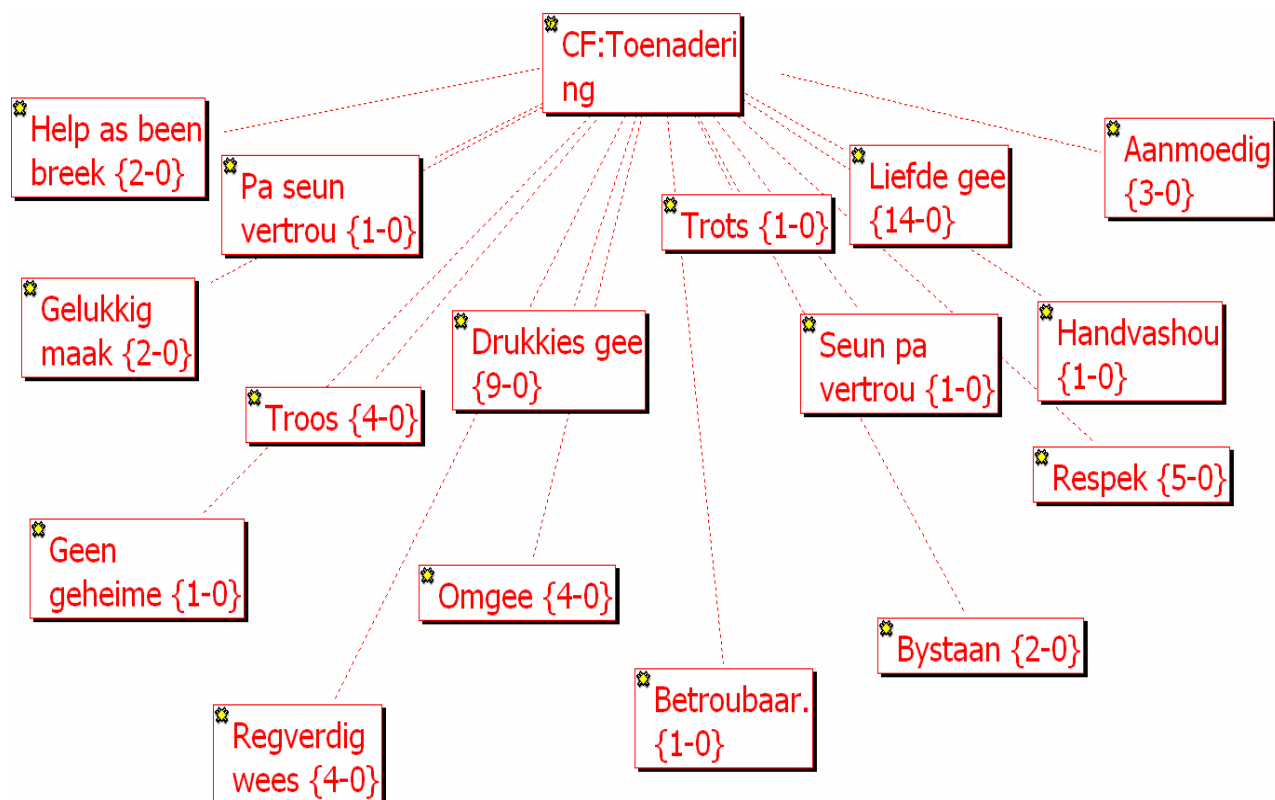 CF:Toenaderi
ng
Help as been
breek {2-0}
Pa seun
vertrou {1-0}
Trots {1-0}
Liefde gee
{14-0}
Aanmoedig
{3-0}
Gelukkig
maak {2-0}
Drukkies gee
{9-0}
Seun pa
vertrou {1-0}
Handvashou
{1-0}
Troos {4-0}
Respek {5-0}
Geen
geheime {1-0}
Omgee {4-0}
Bystaan {2-0}
Regverdig
wees {4-0}
Betroubaar.
{1-0}